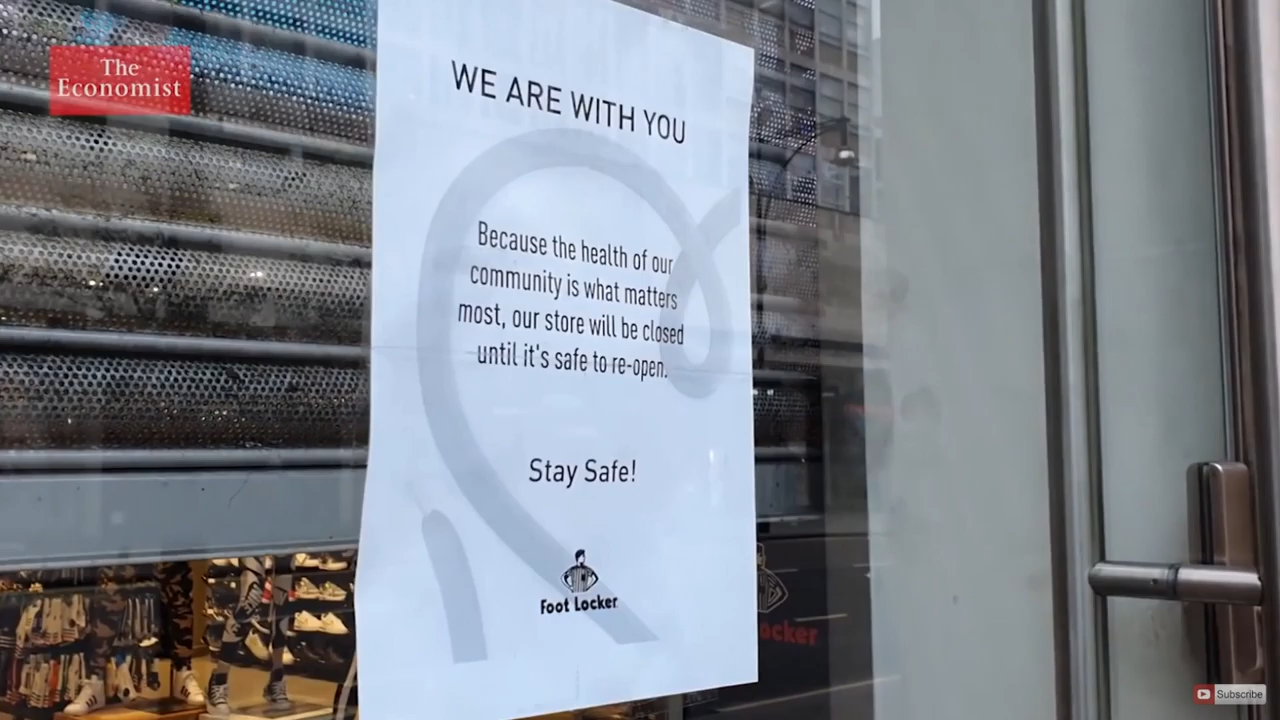 The
Economist
WE ARE WITH YOU
Because the health of our
community is what matters
most, our store will be closed
until it's safe to re-open.
Stay Safe!
Foot Locker
ocker
Subscribe